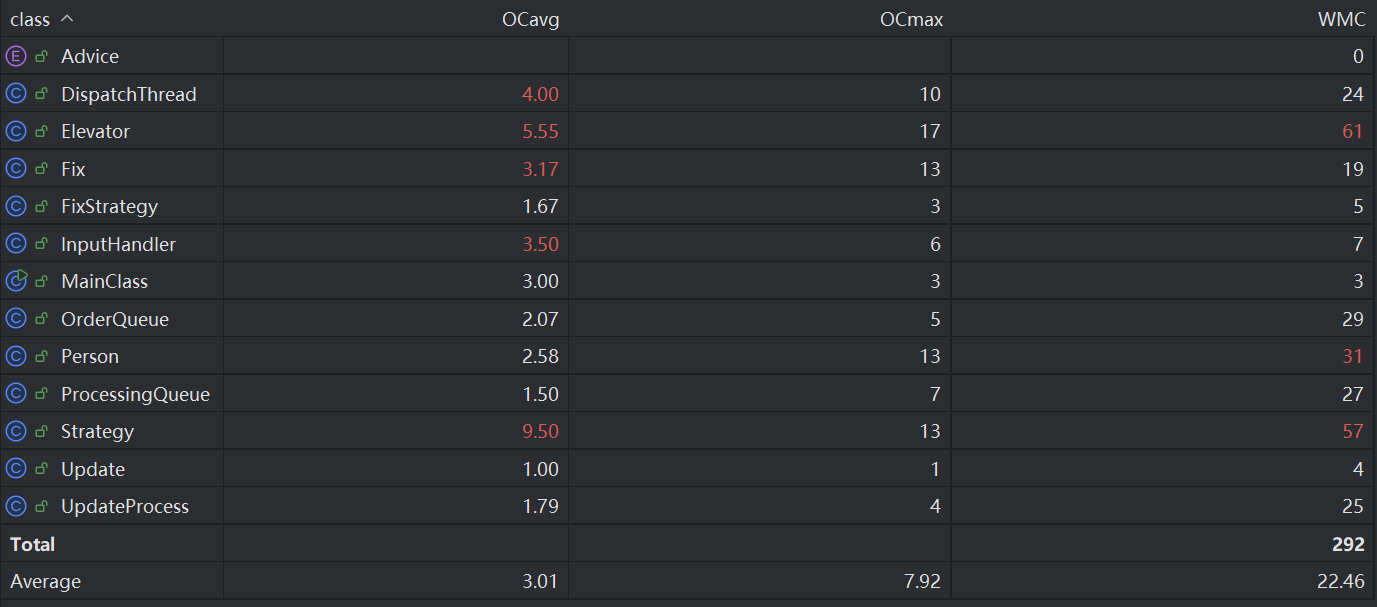 class OCavg OCmax WMC
E Advice 0
C DispatchThread 4.00 10 24
C Elevator 5.55 17 61
C Fix 3.17 13 19
C FixStrategy 1.67 3 5
C InputHandler 3.50 6 7
C MainClass 3.00 3 3
C OrderQueue 2.07 5 29
C Person 2.58 13 31
C ProcessingQueue 1.50 7 27
C Strategy 9.50 13 57
C Update 1.00 1 4
C UpdateProcess 1.79 4 25
Total 292
Average 3.01 7.92 22.46